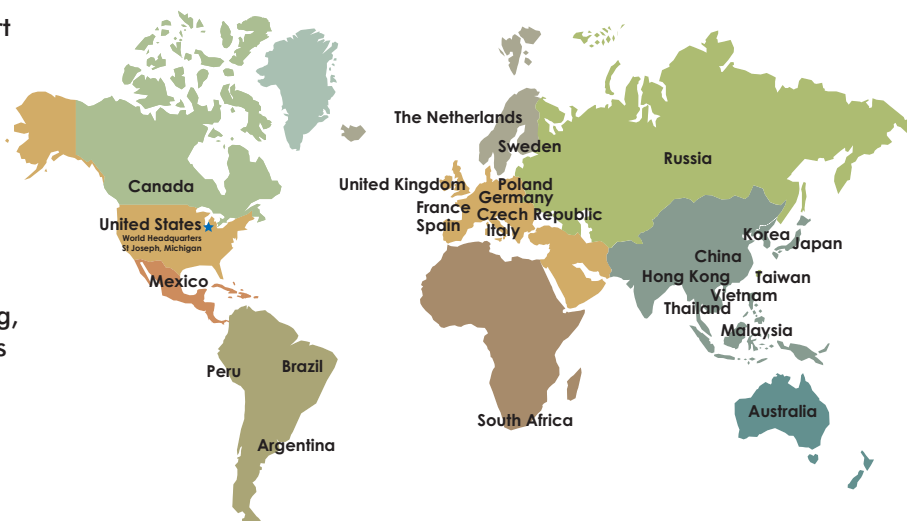 rt
The Netherlands
Sweden
Russia
Canada
United Kingdom
Poland
Germany
France
Czech Republic
Spain
Italy
United States
World Headquarters
St Joseph, Michigan
Korea
Japan
China
Mexico
Hong Kong
Taiwan
Vietnam
Thailand
g,
Malaysia
s
Peru
Brazil
Australia
South Africa
Argentina